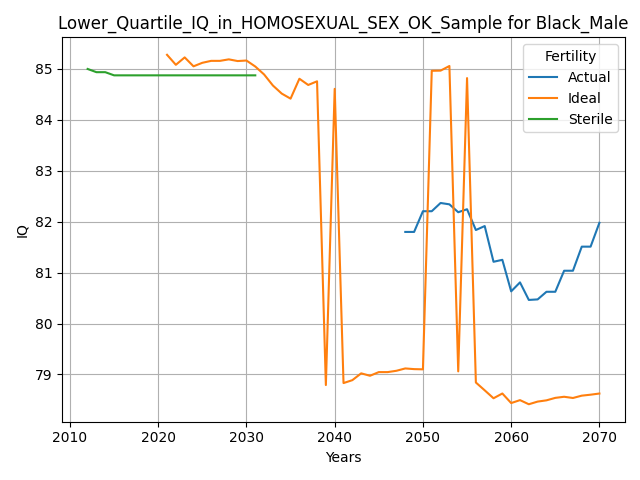 Lower_Quartile_IQ_in_HOMOSEXUAL_SEX_OK_Sample for Black_Male
Fertility
Actual
Ideal
Sterile
85
84
83
82
81
80
79
IQ
2010
2020
2030
2040
2050
2060
2070
Years